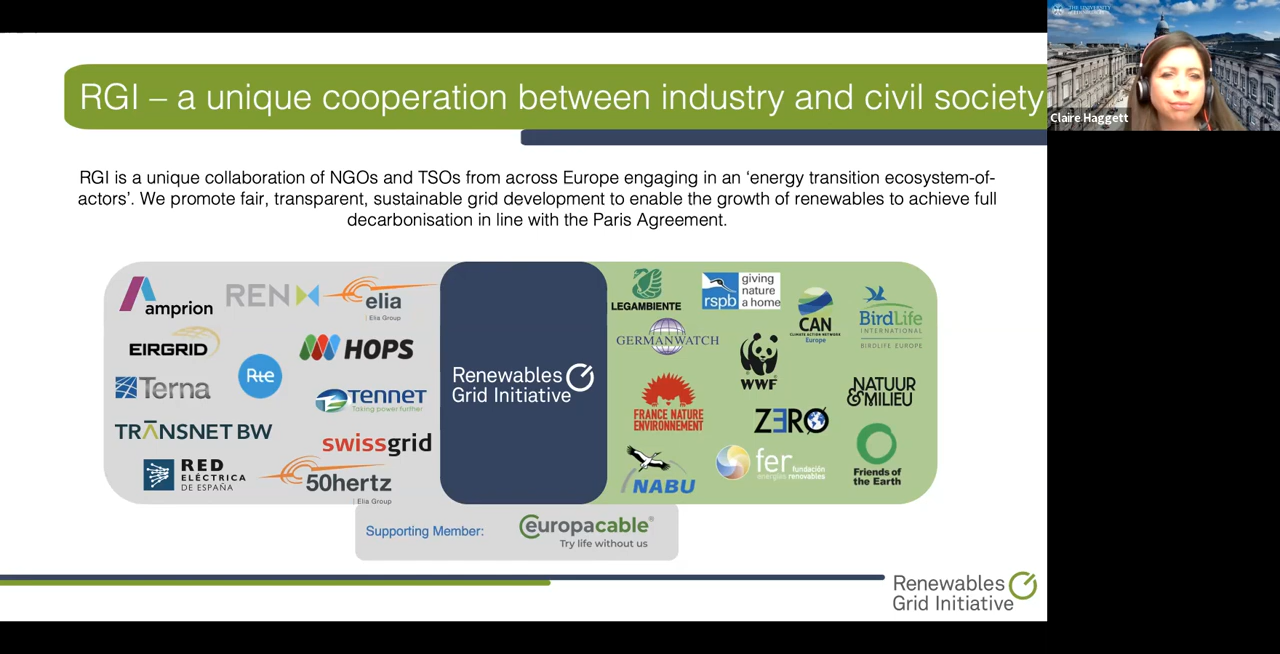 THE UNIVERSITY
Claire Haggett
RGI – a unique cooperation between industry and civil society
RGI is a unique collaboration of NGOs and TSOs from across Europe engaging in an ‘energy transition ecosystem-of-
actors’. We promote fair, transparent, sustainable grid development to enable the growth of renewables to achieve full
decarbonisation in line with the Paris Agreement.
amprion
REN
elia
Elia Group
EIRGRID
HOPS
Terna
Rte
TENNET
Taking power further
TRANSNET BW
swissgrid
RED
ELÉCTRICA
DE ESPAÑA
50hertz
Elia Group
Renewables
Grid Initiative
LEGAMBIENTE
rspb
giving
nature
a home
CAN
CLIMATE ACTION NETWORK
Europe
BirdLife
INTERNATIONAL
BIRDLIFE EUROPE
GERMANWATCH
WWF
FRANCE NATURE
ENVIRONNEMENT
ZERO
NATUUR
&MILIEU
NABU
fer
fundación
energías renovables
Friends of
the Earth
Supporting Member:
europacable®
Try life without us
Renewables
Grid Initiative